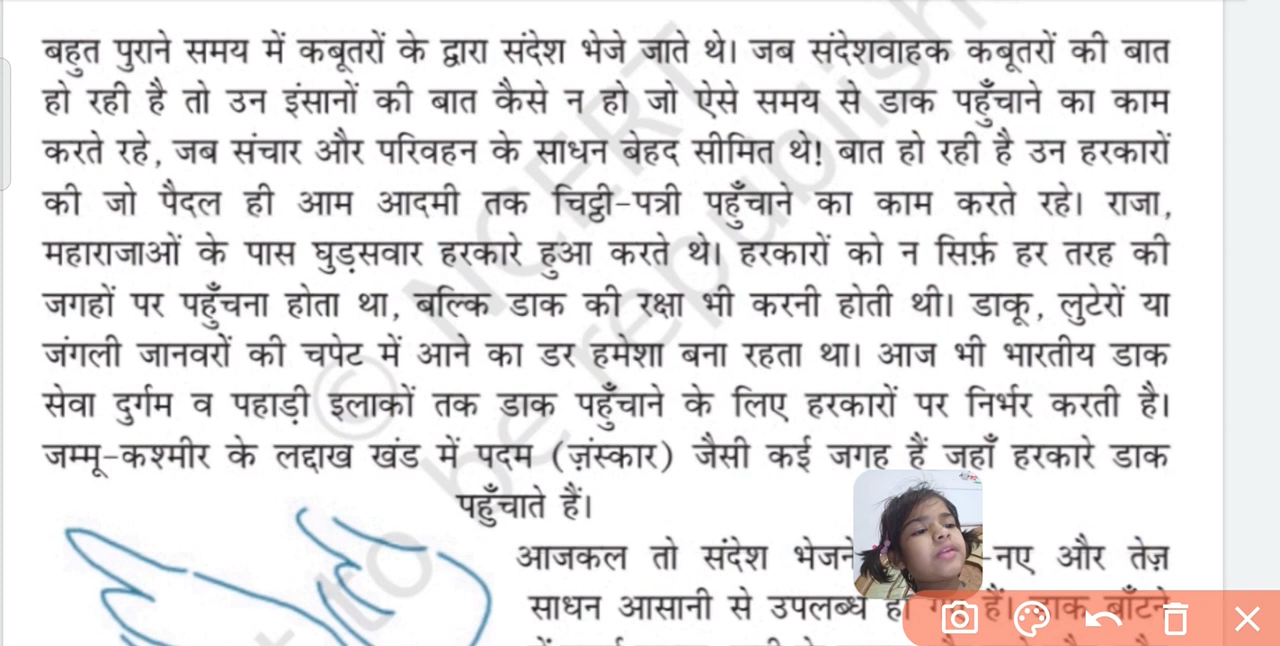 बहुत पुराने समय में कबूतरों के द्वारा संदेश भेजे जाते थे। जब संदेशवाहक कबूतरों की बात
हो रही है तो उन इंसानों की बात कैसे न हो जो ऐसे समय से डाक पहुँचाने का काम
करते रहे, जब संचार और परिवहन के साधन बेहद सीमित थे! बात हो रही है उन हरकारों
की जो पैदल ही आम आदमी तक चिट्ठी-पत्री पहुँचाने का काम करते रहे। राजा,
महाराजाओं के पास घुड़सवार हरकारे हुआ करते थे। हरकारों को न सिर्फ़ हर तरह की
जगहों पर पहुँचना होता था, बल्कि डाक की रक्षा भी करनी होती थी। डाकू, लुटेरों या
जंगली जानवरों की चपेट में आने का डर हमेशा बना रहता था। आज भी भारतीय डाक
सेवा दुर्गम व पहाड़ी इलाकों तक डाक पहुँचाने के लिए हरकारों पर निर्भर करती है।
जम्मू-कश्मीर के लद्दाख खंड में पदम (ज़ंस्कार) जैसी कई जगह हैं जहाँ हरकारे डाक
पहुँचाते हैं।
आजकल तो संदेश भेजने -नए और तेज़
साधन आसानी से उपलब्ध हैं। डाक बाँटने
© NCERT
be republish